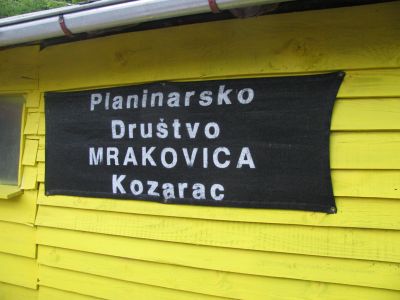 Planinarsko
Društvo
MRAKOVICA
Kozarac